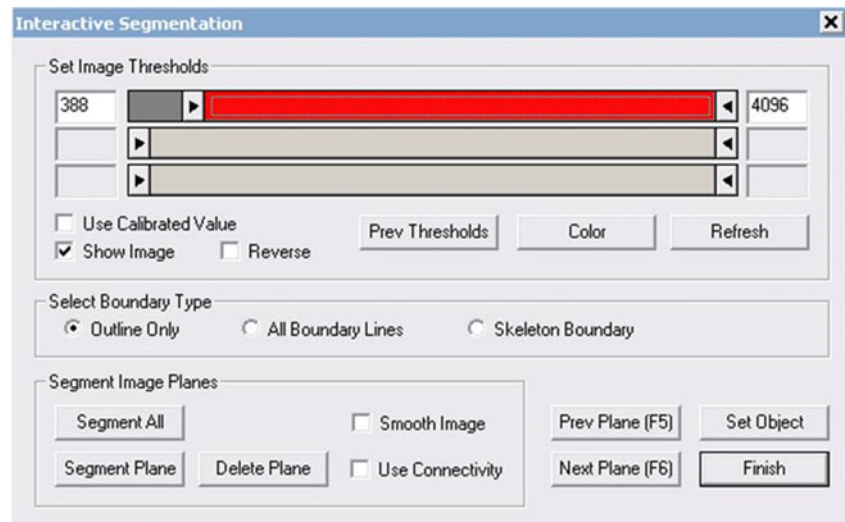 Interactive Segmentation
Set Image Thresholds
388 4096
Use Calibrated Value
Show Image Reverse Prev Thresholds Color Refresh
Select Boundary Type
Outline Only All Boundary Lines Skeleton Boundary
Segment Image Planes
Segment All Smooth Image Prev Plane (F5) Set Object
Segment Plane Delete Plane Use Connectivity Next Plane (F6) Finish